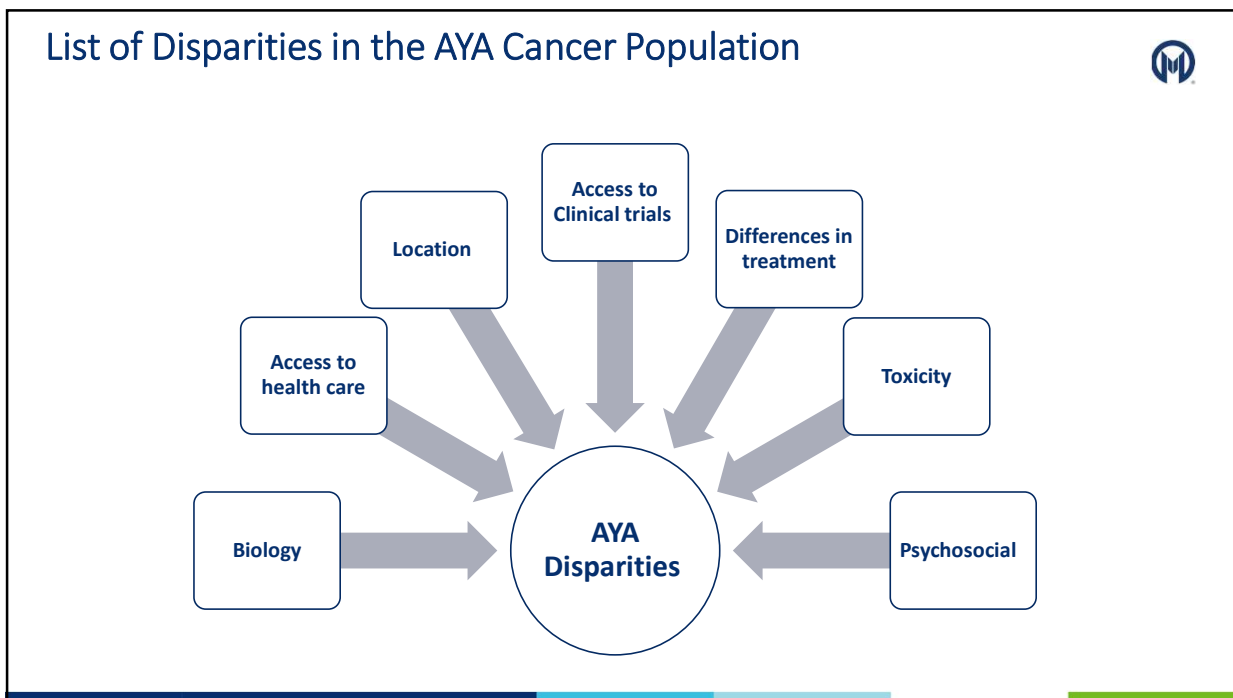 List of Disparities in the AYA Cancer Population
Access to
Clinical trials
Location
Differences in
treatment
Access to
health care
Toxicity
Biology
AYA
Disparities
Psychosocial